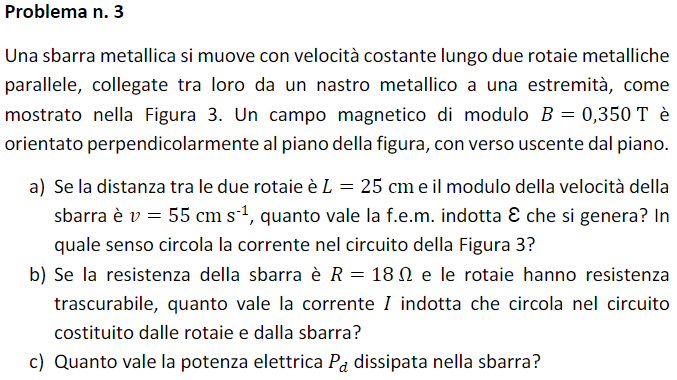 Problema n. 3
Una sbarra metallica si muove con velocità costante lungo due rotaie metalliche
parallele, collegate tra loro da un nastro metallico a una estremità, come
mostrato nella Figura 3. Un campo magnetico di modulo B = 0,350 T è
orientato perpendicolarmente al piano della figura, con verso uscente dal piano.
a) Se la distanza tra le due rotaie è L = 25 cm e il modulo della velocità della
sbarra è v = 55 cm s⁻¹, quanto vale la f.e.m. indotta Ɛ che si genera? In
quale senso circola la corrente nel circuito della Figura 3?
b) Se la resistenza della sbarra è R = 18 Ω e le rotaie hanno resistenza
trascurabile, quanto vale la corrente I indotta che circola nel circuito
costituito dalle rotaie e dalla sbarra?
c) Quanto vale la potenza elettrica P_d dissipata nella sbarra?